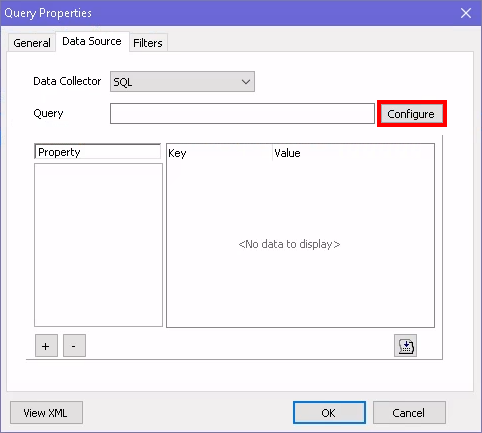 Query Properties
General Data Source Filters
Data Collector SQL
Query Configure
Property Key Value
<No data to display>
+ -
View XML OK Cancel